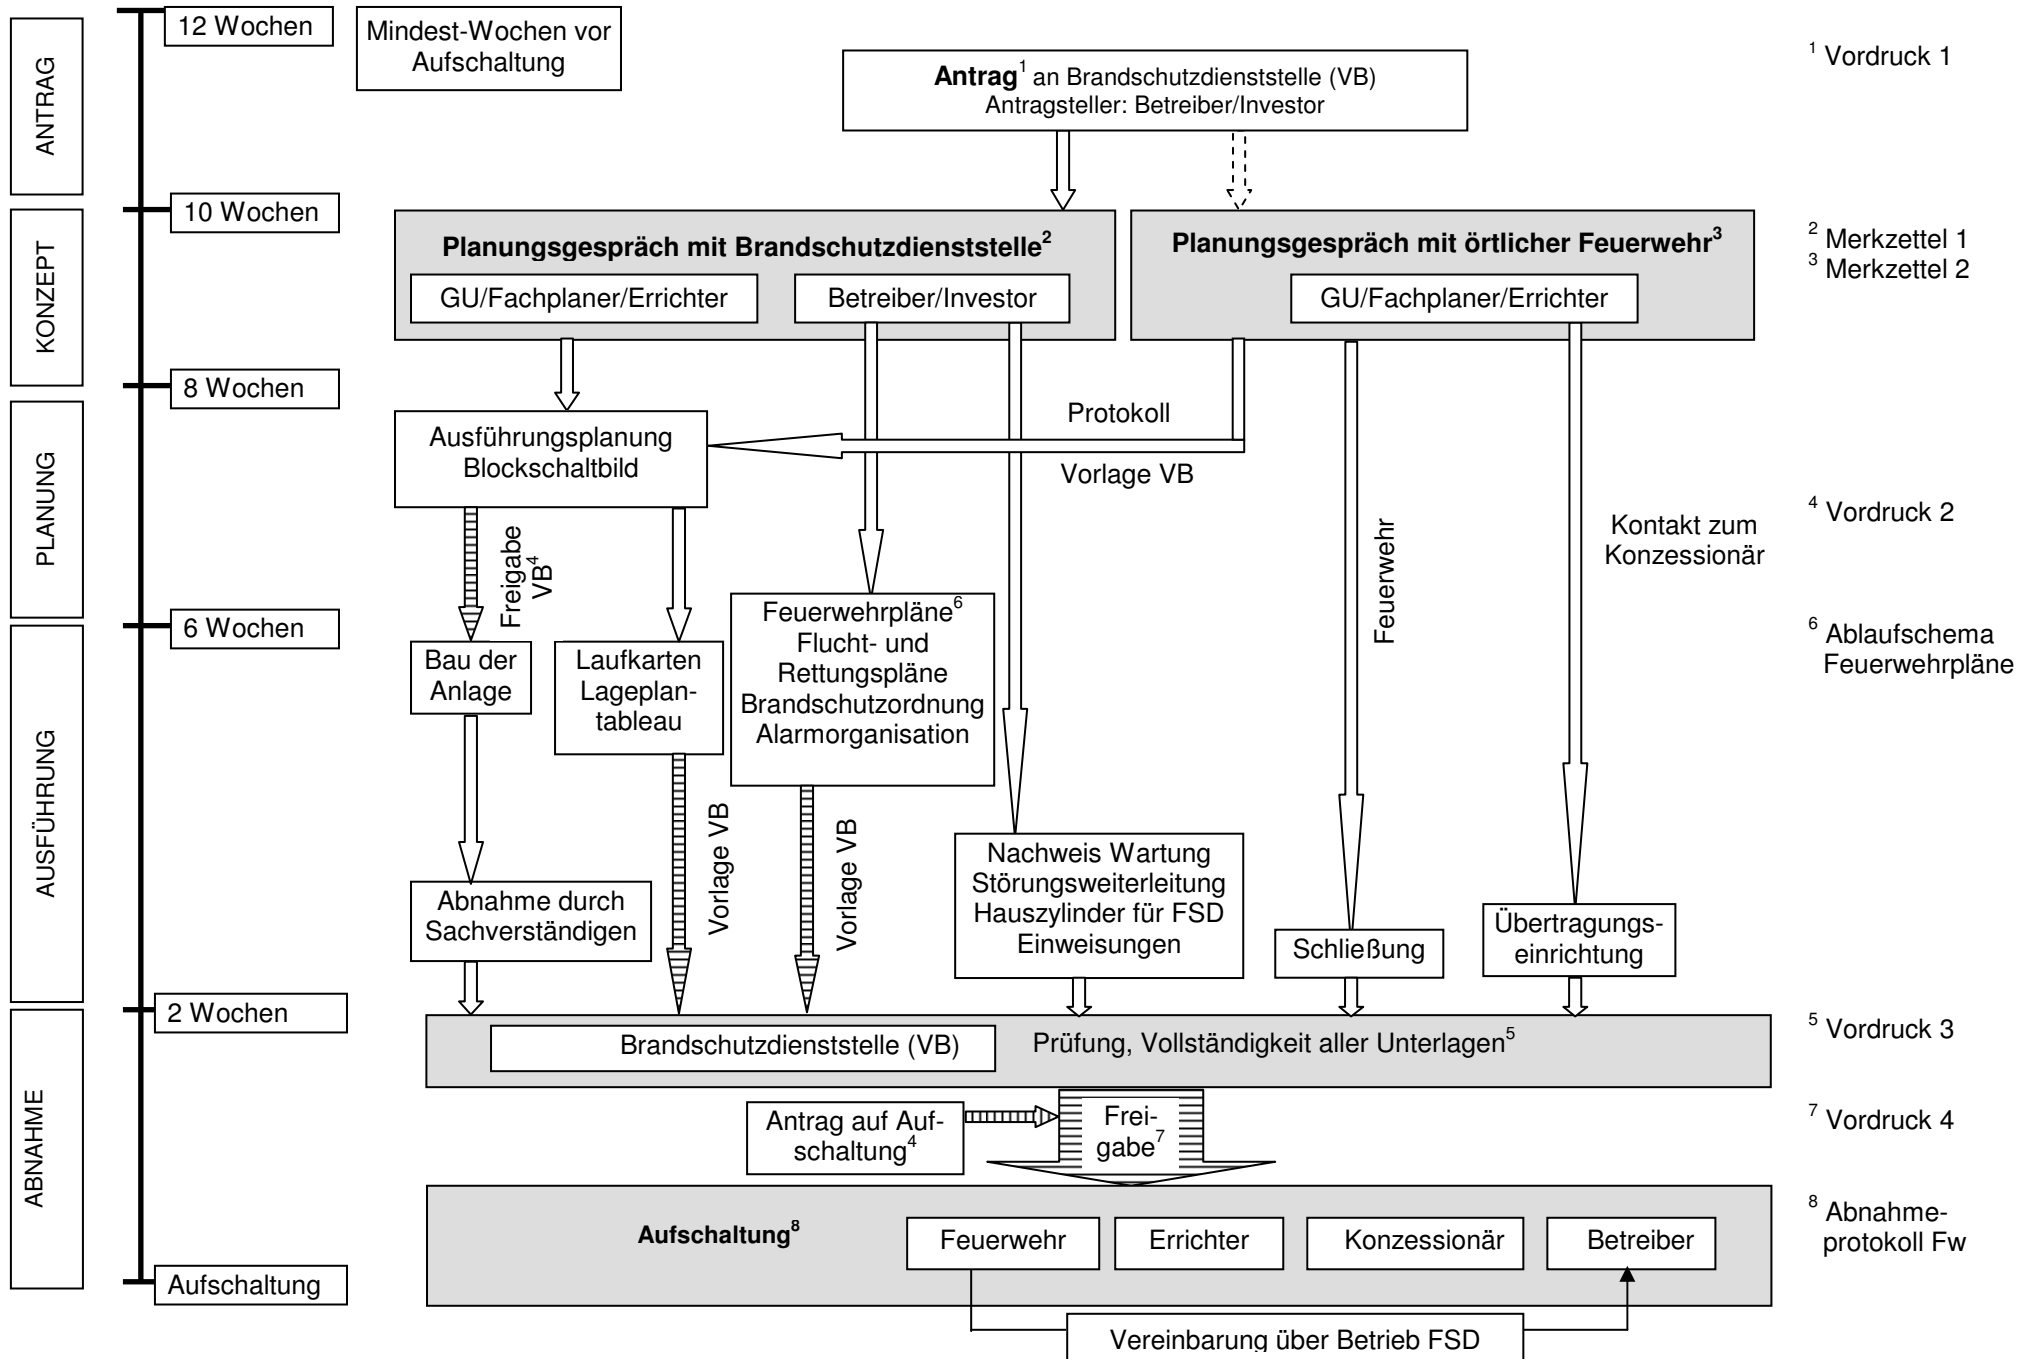 12 Wochen
Mindest-Wochen vor
Aufschaltung
Antrag¹ an Brandschutzdienststelle (VB)
Antragsteller: Betreiber/Investor
¹ Vordruck 1
ANTRAG
10 Wochen
Planungsgespräch mit Brandschutzdienststelle²
GU/Fachplaner/Errichter
Betreiber/Investor
Planungsgespräch mit örtlicher Feuerwehr³
GU/Fachplaner/Errichter
² Merkzettel 1
³ Merkzettel 2
KONZEPT
8 Wochen
Ausführungsplanung
Blockschaltbild
Protokoll
Vorlage VB
PLANUNG
Freigabe
VB⁴
Feuerwehr
Kontakt zum
Konzessionär
⁴ Vordruck 2
6 Wochen
Bau der
Anlage
Laufkarten
Lageplan-
tableau
Feuerwehrpläne⁶
Flucht- und
Rettungspläne
Brandschutzordnung
Alarmorganisation
⁶ Ablaufschema
Feuerwehrpläne
AUSFÜHRUNG
Abnahme durch
Sachverständigen
Vorlage VB
Vorlage VB
Nachweis Wartung
Störungsweiterleitung
Hauszylinder für FSD
Einweisungen
Schließung
Übertragungs-
einrichtung
2 Wochen
Brandschutzdienststelle (VB)
Prüfung, Vollständigkeit aller Unterlagen⁵
⁵ Vordruck 3
ABNAHME
Antrag auf Auf-
schaltung⁴
Frei-
gabe⁷
⁷ Vordruck 4
Aufschaltung⁸
Feuerwehr
Errichter
Konzessionär
Betreiber
⁸ Abnahme-
protokoll Fw
Aufschaltung
Vereinbarung über Betrieb FSD